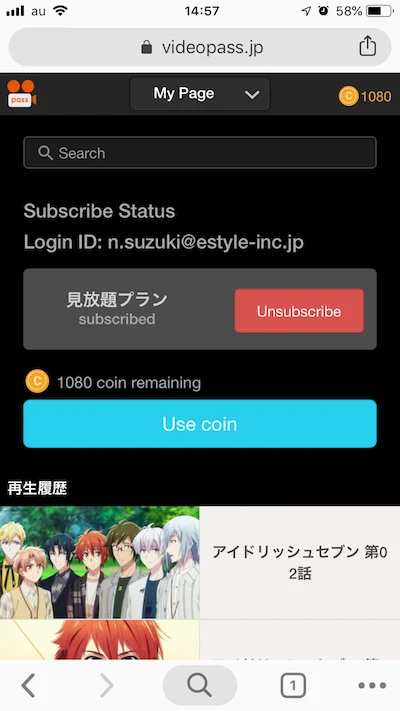 au
14:57
58%
videopass.jp
pass
My Page
C 1080
Search
Subscribe Status
Login ID: n.suzuki@estyle-inc.jp
見放題プラン
subscribed
Unsubscribe
C 1080 coin remaining
Use coin
再生履歴
アイドリッシュセブン 第0
2話
1